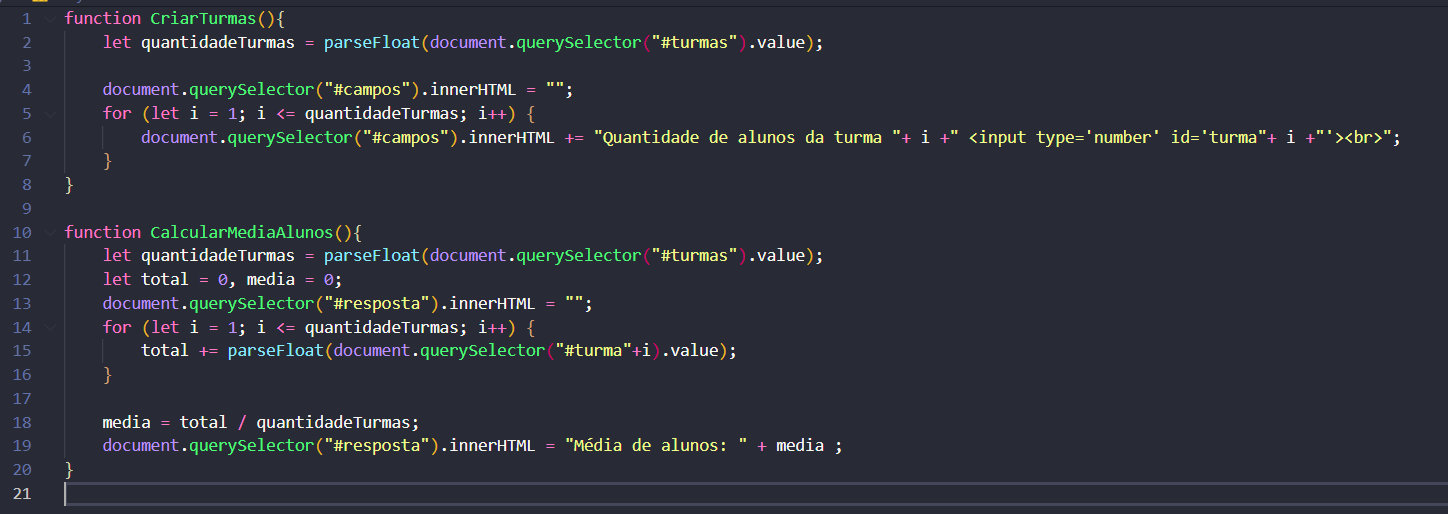 1 function CriarTurmas(){
2     let quantidadeTurmas = parseFloat(document.querySelector("#turmas").value);
3
4     document.querySelector("#campos").innerHTML = "";
5     for (let i = 1; i <= quantidadeTurmas; i++) {
6         document.querySelector("#campos").innerHTML += "Quantidade de alunos da turma "+ i +" <input type='number' id='turma"+ i +"'><br>";
7     }
8 }
9
10 function CalcularMediaAlunos(){
11     let quantidadeTurmas = parseFloat(document.querySelector("#turmas").value);
12     let total = 0, media = 0;
13     document.querySelector("#resposta").innerHTML = "";
14     for (let i = 1; i <= quantidadeTurmas; i++) {
15         total += parseFloat(document.querySelector("#turma"+i).value);
16     }
17
18     media = total / quantidadeTurmas;
19     document.querySelector("#resposta").innerHTML = "Média de alunos: " + media ;
20 }
21